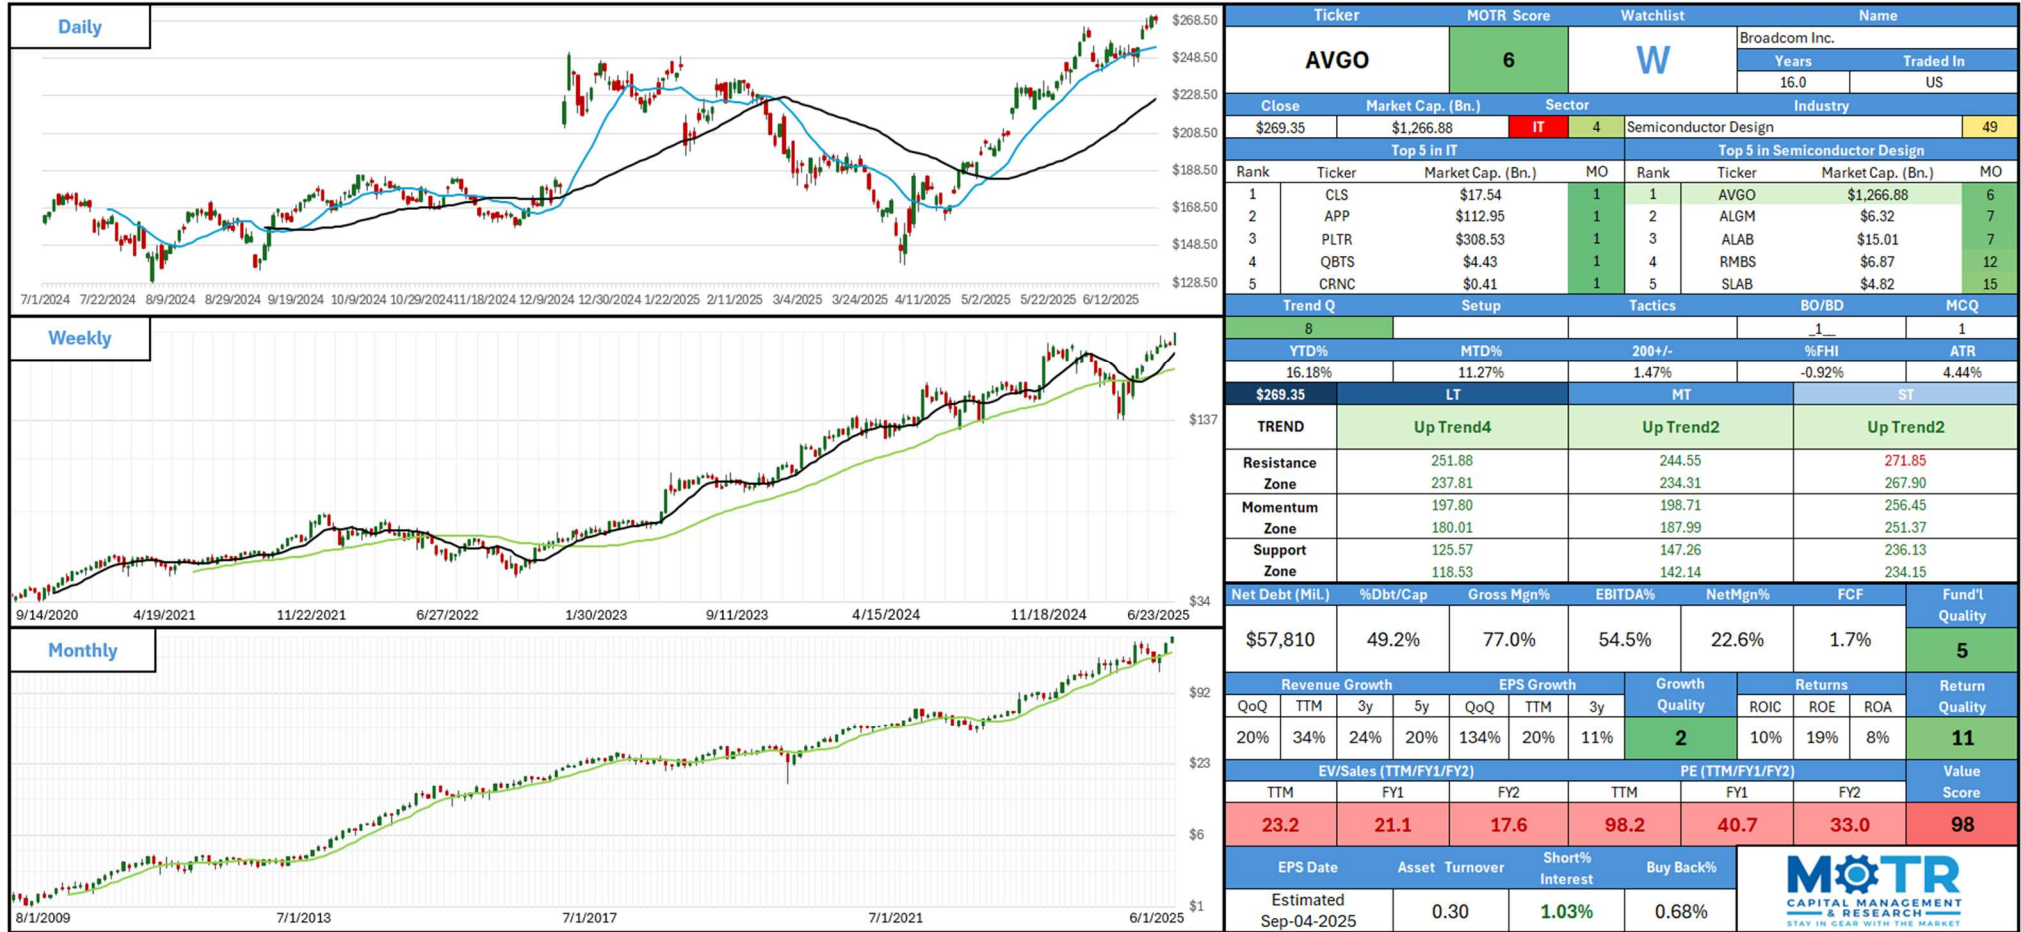 Daily
$268.50
$248.50
$228.50
$208.50
$188.50
$168.50
$148.50
$128.50
7/1/2024 7/22/2024 8/9/2024 8/29/2024 9/19/2024 10/9/2024 10/29/2024 11/18/2024 12/9/2024 12/30/2024 1/22/2025 2/11/2025 3/4/2025 3/24/2025 4/11/2025 5/2/2025 5/22/2025 6/12/2025
Weekly
$137
$34
9/14/2020 4/19/2021 11/22/2021 6/27/2022 1/30/2023 9/11/2023 4/15/2024 11/18/2024 6/23/2025
Monthly
$92
$23
$6
$1
8/1/2009 7/1/2013 7/1/2017 7/1/2021 6/1/2025
Ticker MOTR Score Watchlist Name
AVGO 6 W Broadcom Inc.
Years Traded In
16.0 US
Close Market Cap. (Bn.) Sector Industry
$269.35 $1,266.88 IT 4 Semiconductor Design 49
Top 5 in IT Top 5 in Semiconductor Design
Rank Ticker Market Cap. (Bn.) MO Rank Ticker Market Cap. (Bn.) MO
1 CLS $17.54 1 1 AVGO $1,266.88 6
2 APP $112.95 1 2 ALGM $6.32 7
3 PLTR $308.53 1 3 ALAB $15.01 7
4 QBTS $4.43 1 4 RMBS $6.87 12
5 CRNC $0.41 1 5 SLAB $4.82 15
Trend Q Setup Tactics BO/BD MCQ
8 _1__ 1
YTD% MTD% 200+/- %FHI ATR
16.18% 11.27% 1.47% -0.92% 4.44%
$269.35 LT MT ST
TREND Up Trend4 Up Trend2 Up Trend2
Resistance 251.88 244.55 271.85
Zone 237.81 234.31 267.90
Momentum 197.80 198.71 256.45
Zone 180.01 187.99 251.37
Support 125.57 147.26 236.13
Zone 118.53 142.14 234.15
Net Debt (Mil.) %Dbt/Cap Gross Mgn% EBITDA% NetMgn% FCF Fund'l
Quality
$57,810 49.2% 77.0% 54.5% 22.6% 1.7% 5
Revenue Growth EPS Growth Growth Returns Return
QoQ TTM 3y 5y QoQ TTM 3y Quality ROIC ROE ROA Quality
20% 34% 24% 20% 134% 20% 11% 2 10% 19% 8% 11
EV/Sales (TTM/FY1/FY2) PE (TTM/FY1/FY2) Value
TTM FY1 FY2 TTM FY1 FY2 Score
23.2 21.1 17.6 98.2 40.7 33.0 98
EPS Date Asset Turnover Short% Buy Back%
Interest
Estimated
Sep-04-2025 0.30 1.03% 0.68%
MOTR
CAPITAL MANAGEMENT
& RESEARCH
STAY IN GEAR WITH THE MARKET